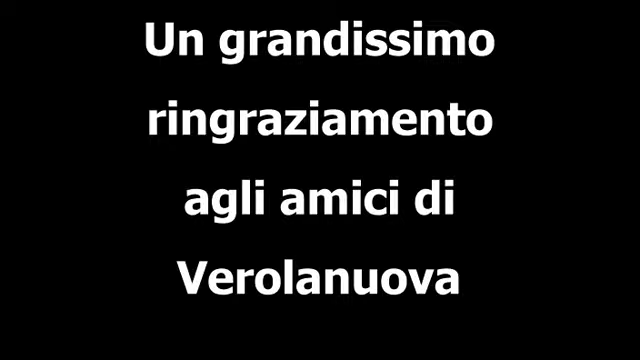 Un grandissimo
ringraziamento
agli amici di
Verolanuova